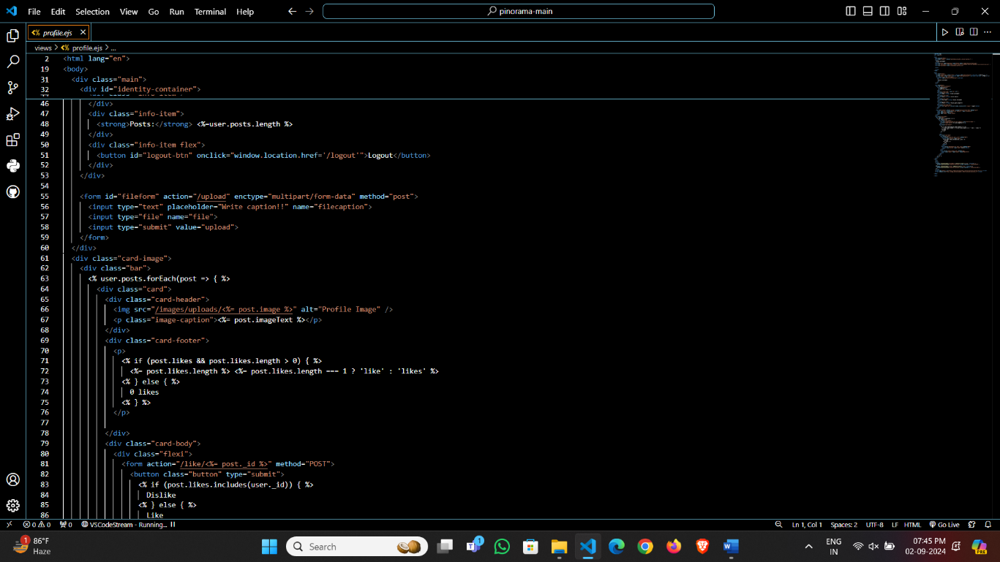 File Edit Selection View Go Run Terminal Help
pinorama-main
<% profile.ejs
views > <% profile.ejs > ...
2 <html lang="en">
19 <body>
31 <div class="main">
32 <div id="identity-container">
46 </div>
47 <div class="info-item">
48 <strong>Posts:</strong> <%=user.posts.length %>
49 </div>
50 <div class="info-item flex">
51 <button id="logout-btn" onclick="window.location.href='/logout'">Logout</button>
52 </div>
53 </div>
54
55 <form id="fileform" action="/upload" enctype="multipart/form-data" method="post">
56 <input type="text" placeholder="Write caption!!" name="filecaption">
57 <input type="file" name="file">
58 <input type="submit" value="upload">
59 </form>
60 </div>
61 <div class="card-image">
62 <div class="bar">
63 <% user.posts.forEach(post => { %>
64 <div class="card">
65 <div class="card-header">
66 <img src="/images/uploads/<%= post.image %>" alt="Profile Image" />
67 <p class="image-caption"><%= post.imageText %></p>
68 </div>
69 <div class="card-footer">
70 <p>
71 <% if (post.likes && post.likes.length > 0) { %>
72 <%= post.likes.length %> <%= post.likes.length === 1 ? 'like' : 'likes' %>
73 <% } else { %>
74 0 likes
75 <% } %>
76 </p>
77
78 </div>
79 <div class="card-body">
80 <div class="flexi">
81 <form action="/like/<%= post._id %>" method="POST">
82 <button class="button" type="submit">
83 <% if (post.likes.includes(user._id)) { %>
84 Dislike
85 <% } else { %>
86 Like
0 0 0 VSCodeStream - Running... Ln 1, Col 1 Spaces: 2 UTF-8 LF HTML Go Live
1 86°F
Haze
Search
1
ENG
IN
07:45 PM
02-09-2024
PRE